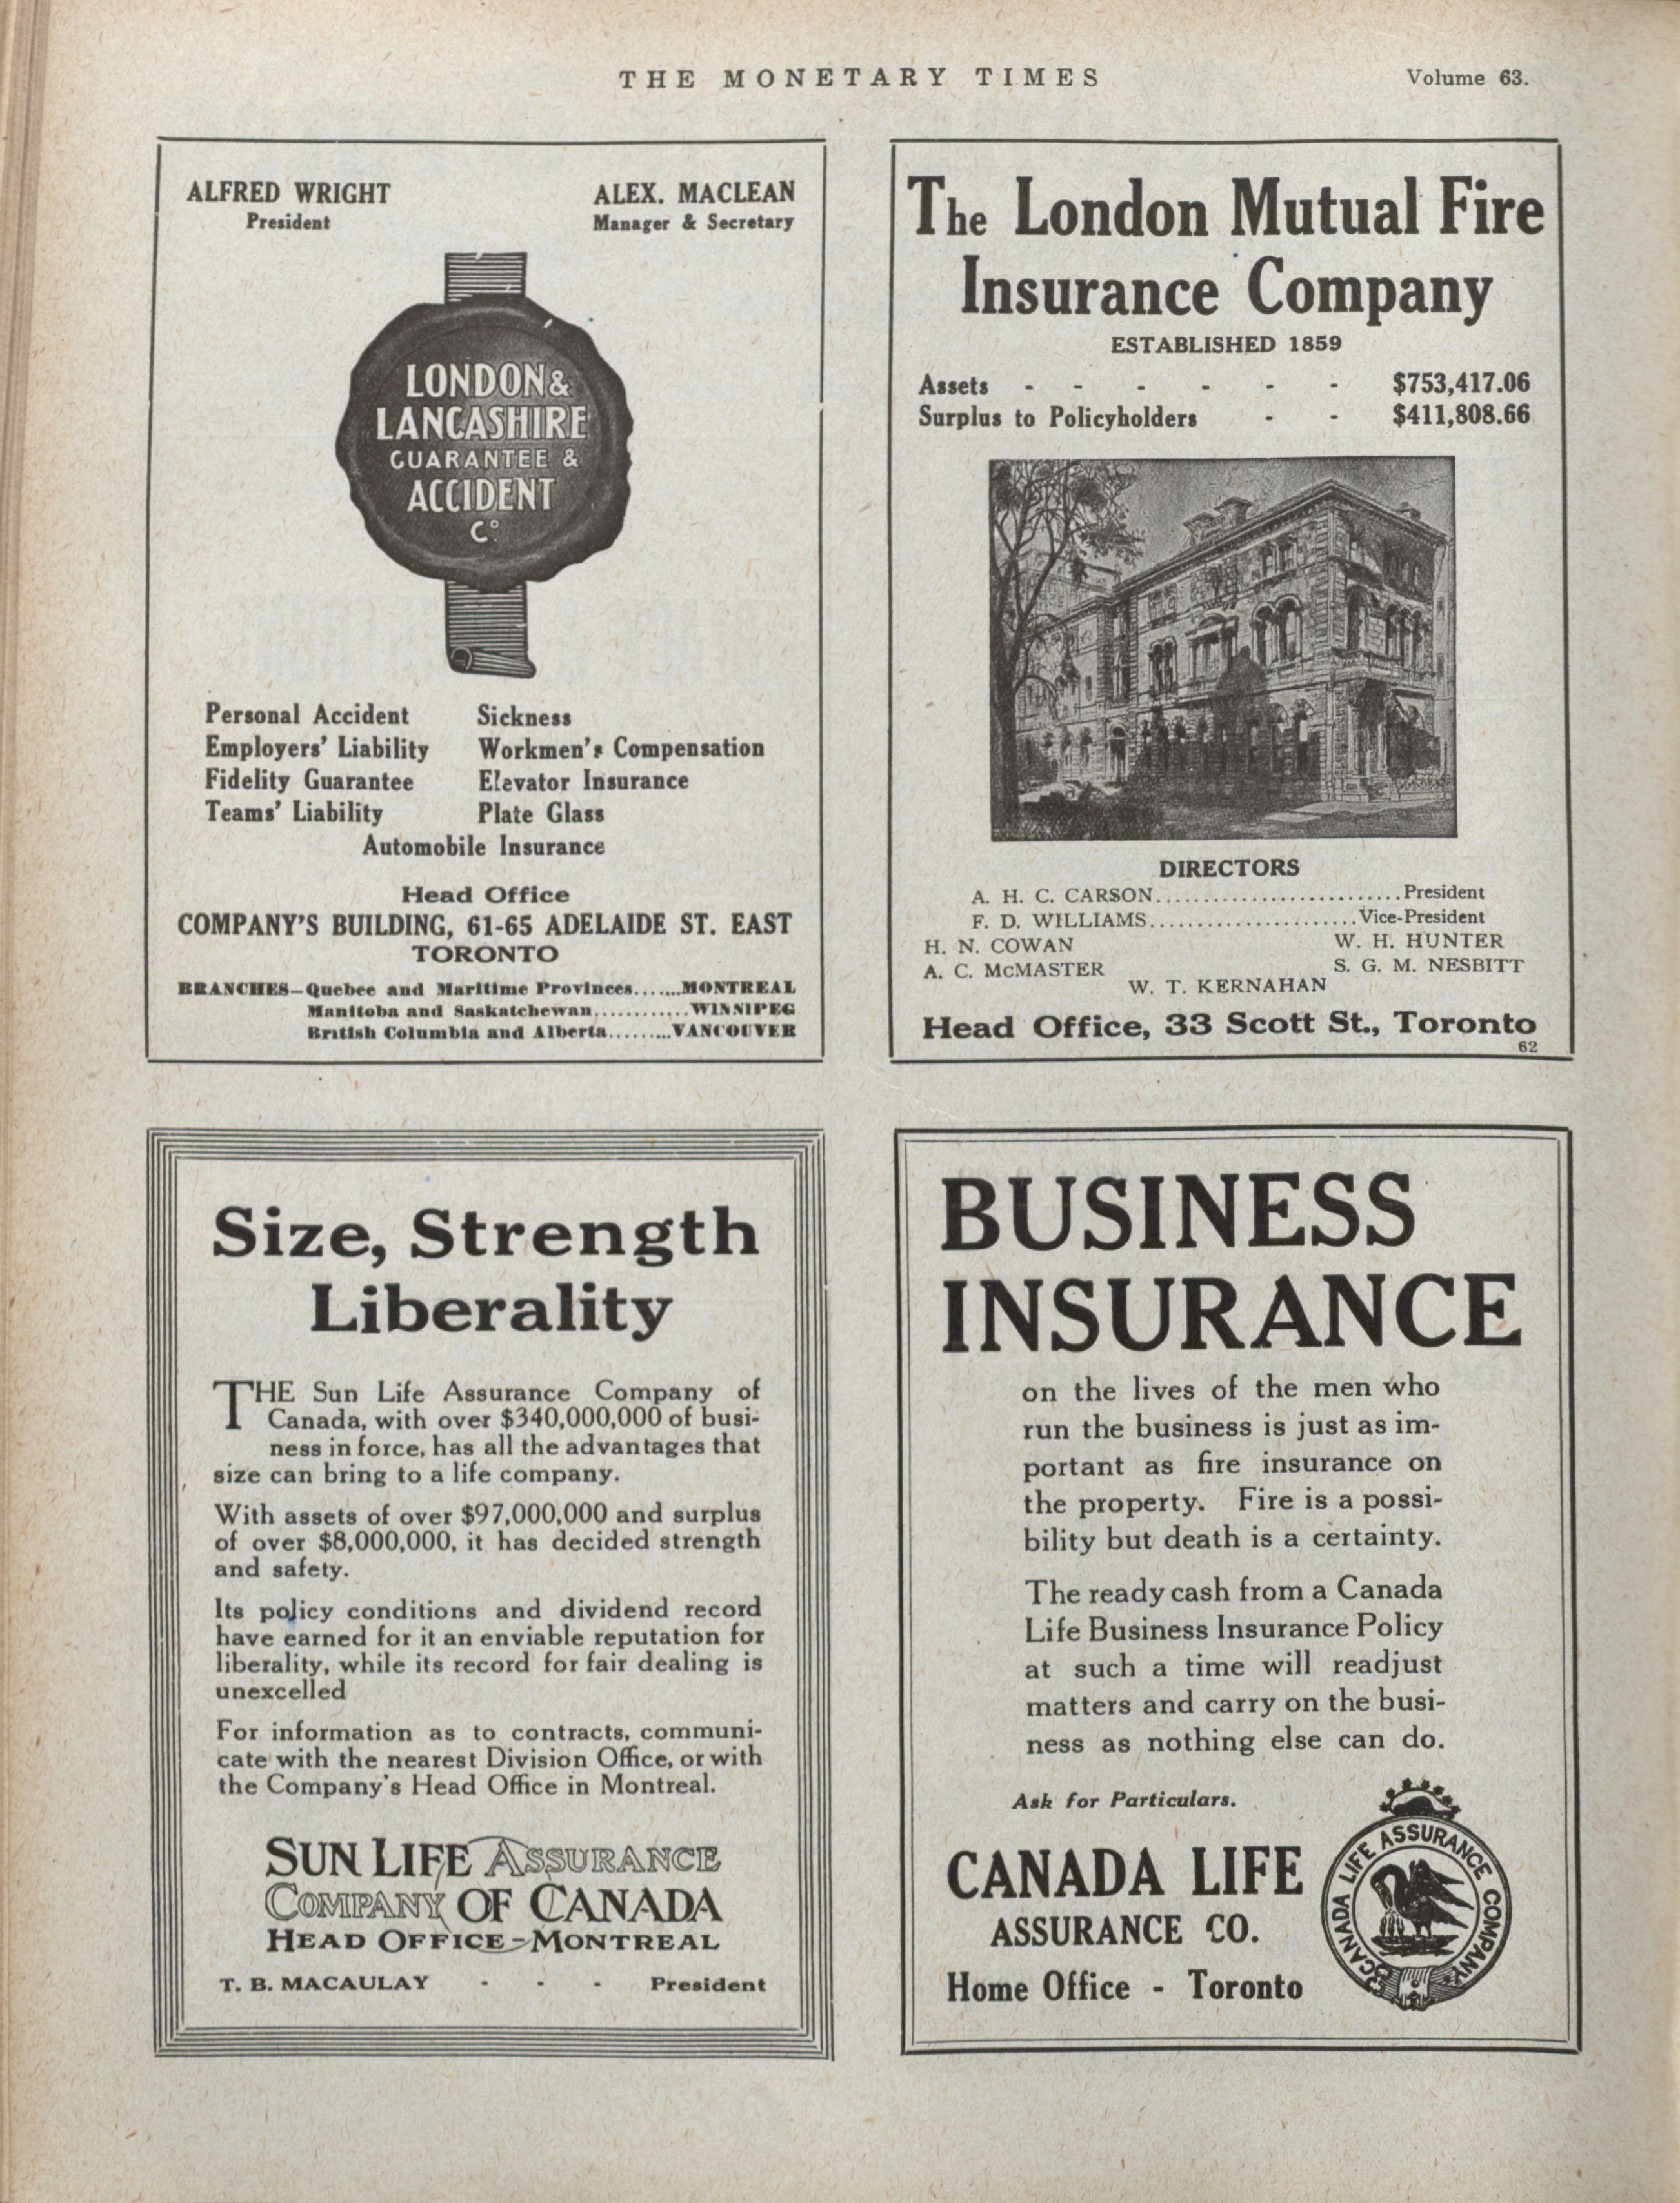 THE MONETARY TIMES
Volume 63.
ALFRED WRIGHT
President
ALEX. MACLEAN
Manager & Secretary
LONDON &
LANCASHIRE
GUARANTEE &
ACCIDENT
Co.
Personal Accident Sickness
Employers' Liability Workmen's Compensation
Fidelity Guarantee Elevator Insurance
Teams' Liability Plate Glass
Automobile Insurance
Head Office
COMPANY'S BUILDING, 61-65 ADELAIDE ST. EAST
TORONTO
BRANCHES—Quebec and Maritime Provinces.......MONTREAL
Manitoba and Saskatchewan............WINNIPEG
British Columbia and Alberta.........VANCOUVER
The London Mutual Fire
Insurance Company
ESTABLISHED 1859
Assets - - - - - - $753,417.06
Surplus to Policyholders - - $411,808.66
DIRECTORS
A. H. C. CARSON..........................President
F. D. WILLIAMS......................Vice-President
H. N. COWAN W. H. HUNTER
A. C. McMASTER S. G. M. NESBITT
W. T. KERNAHAN
Head Office, 33 Scott St., Toronto
62
Size, Strength
Liberality
THE Sun Life Assurance Company of
Canada, with over $340,000,000 of busi-
ness in force, has all the advantages that
size can bring to a life company.
With assets of over $97,000,000 and surplus
of over $8,000,000, it has decided strength
and safety.
Its policy conditions and dividend record
have earned for it an enviable reputation for
liberality, while its record for fair dealing is
unexcelled
For information as to contracts, communi-
cate with the nearest Division Office, or with
the Company's Head Office in Montreal.
SUN LIFE ASSURANCE
COMPANY OF CANADA
HEAD OFFICE-MONTREAL
T. B. MACAULAY - - - President
BUSINESS
INSURANCE
on the lives of the men who
run the business is just as im-
portant as fire insurance on
the property. Fire is a possi-
bility but death is a certainty.
The ready cash from a Canada
Life Business Insurance Policy
at such a time will readjust
matters and carry on the busi-
ness as nothing else can do.
Ask for Particulars.
CANADA LIFE
ASSURANCE CO.
Home Office - Toronto
CANADA LIFE ASSURANCE COMPANY